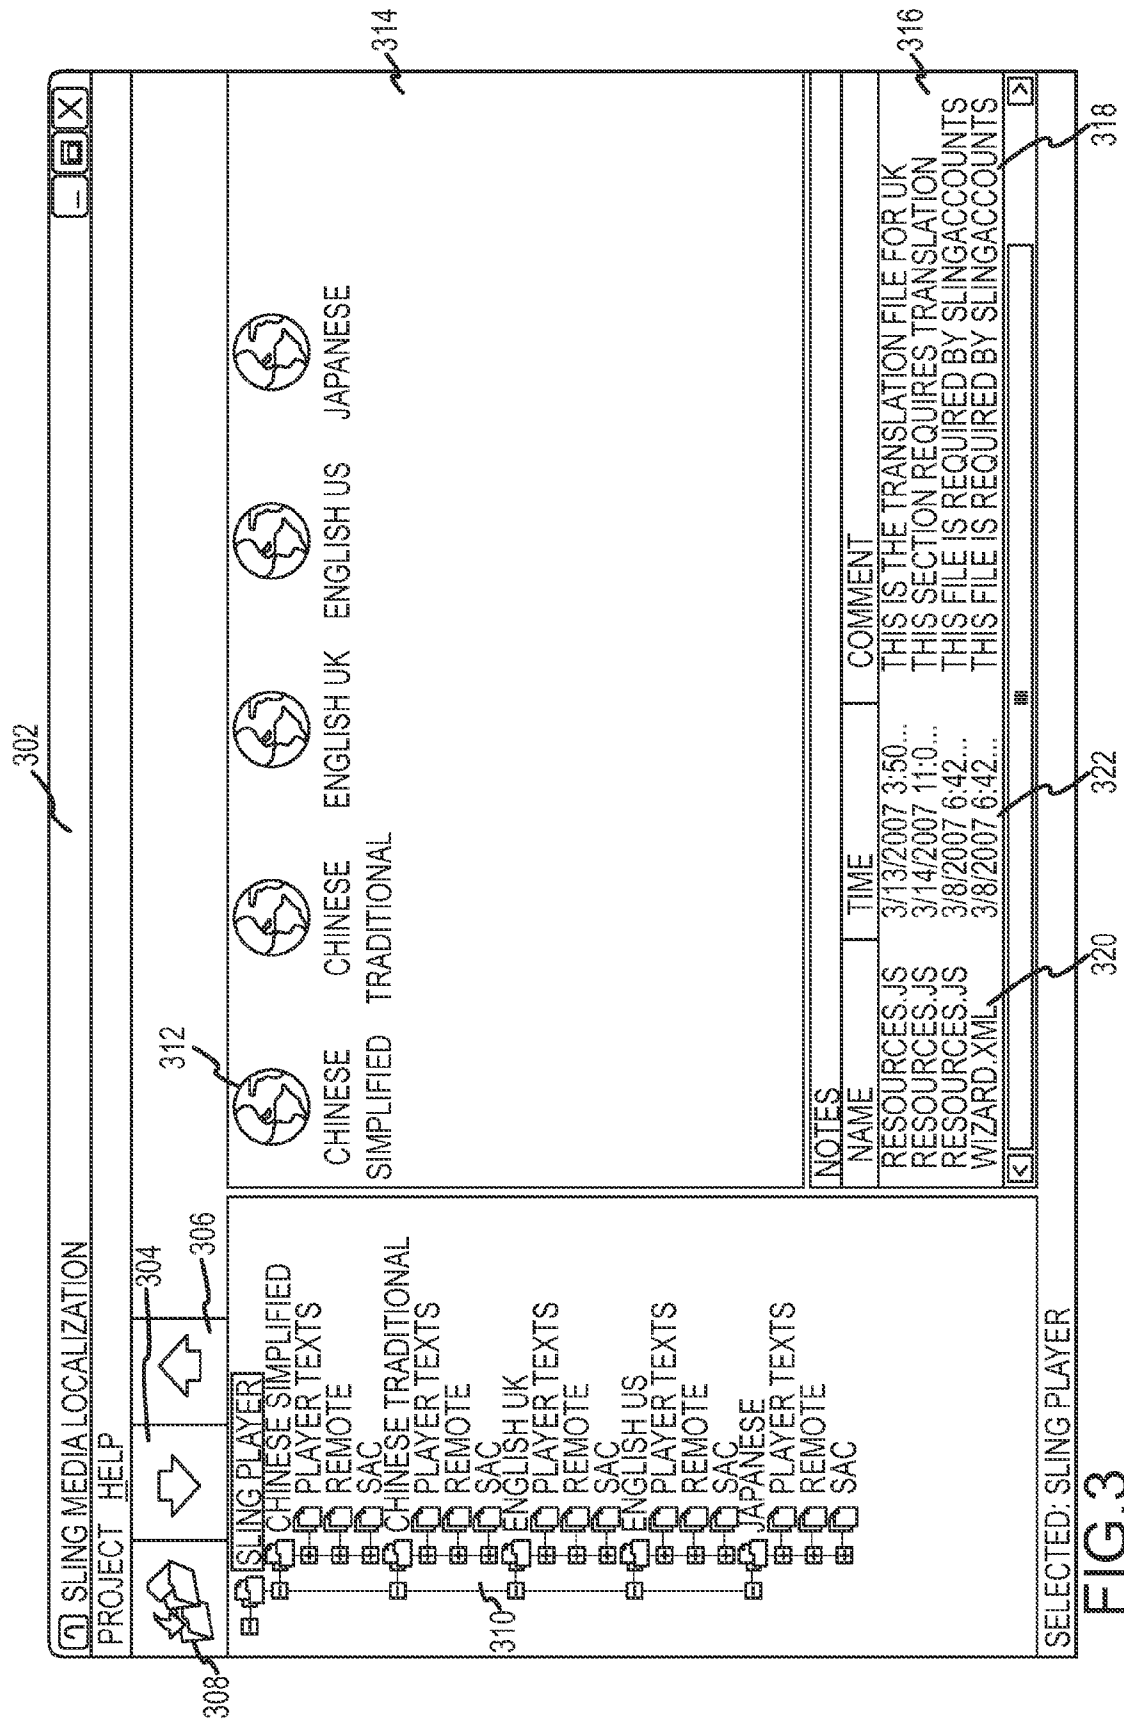 302
SLING MEDIA LOCALIZATION
PROJECT HELP
304
306
308
312
314
SLING PLAYER
CHINESE SIMPLIFIED
PLAYER TEXTS
REMOTE
SAC
CHINESE TRADITIONAL
PLAYER TEXTS
REMOTE
SAC
ENGLISH UK
PLAYER TEXTS
REMOTE
SAC
ENGLISH US
PLAYER TEXTS
REMOTE
SAC
JAPANESE
PLAYER TEXTS
REMOTE
SAC
310
CHINESE SIMPLIFIED
CHINESE TRADITIONAL
ENGLISH UK
ENGLISH US
JAPANESE
NOTES
NAME TIME COMMENT
RESOURCES.JS 3/13/2007 3:50... THIS IS THE TRANSLATION FILE FOR UK
RESOURCES.JS 3/14/2007 11:0... THIS SECTION REQUIRES TRANSLATION
RESOURCES.JS 3/8/2007 6:42... THIS FILE IS REQUIRED BY SLINGACCOUNTS
WIZARD.XML 3/8/2007 6:42... THIS FILE IS REQUIRED BY SLINGACCOUNTS
316
318
320
322
SELECTED: SLING PLAYER
FIG.3